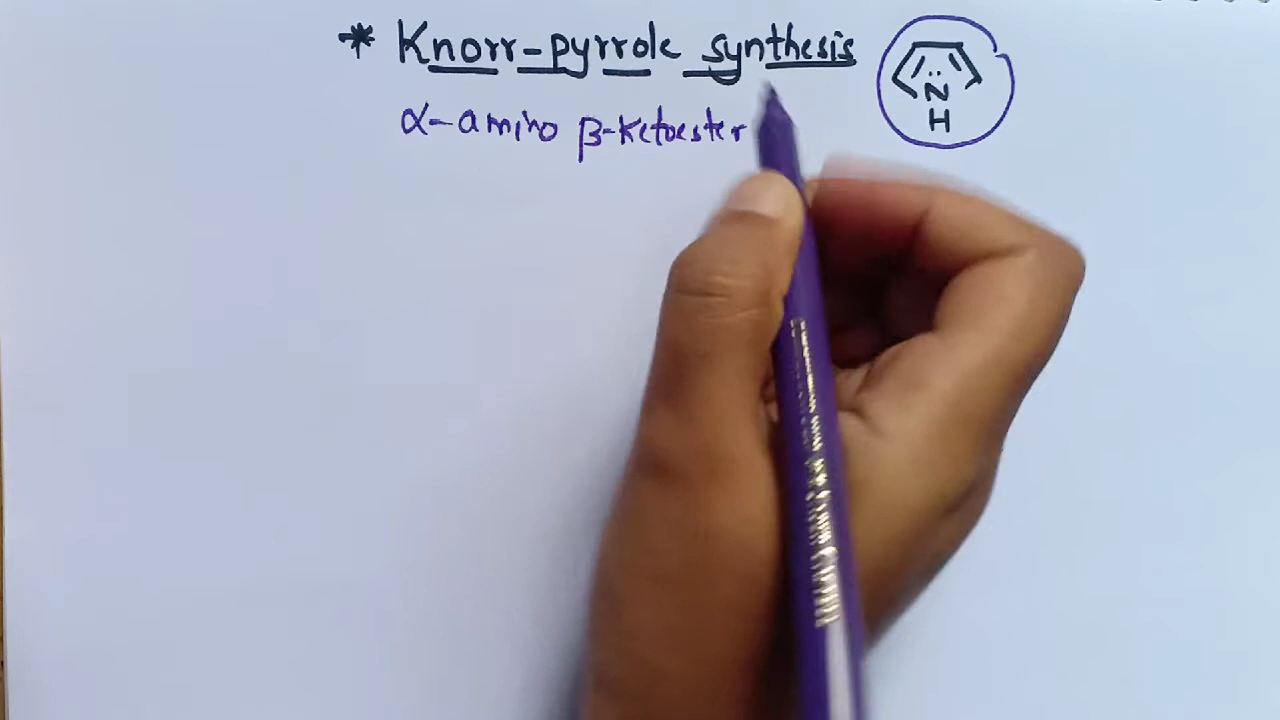 * Knorr-pyrrole synthesis
N
H
α-amino β-ketoester